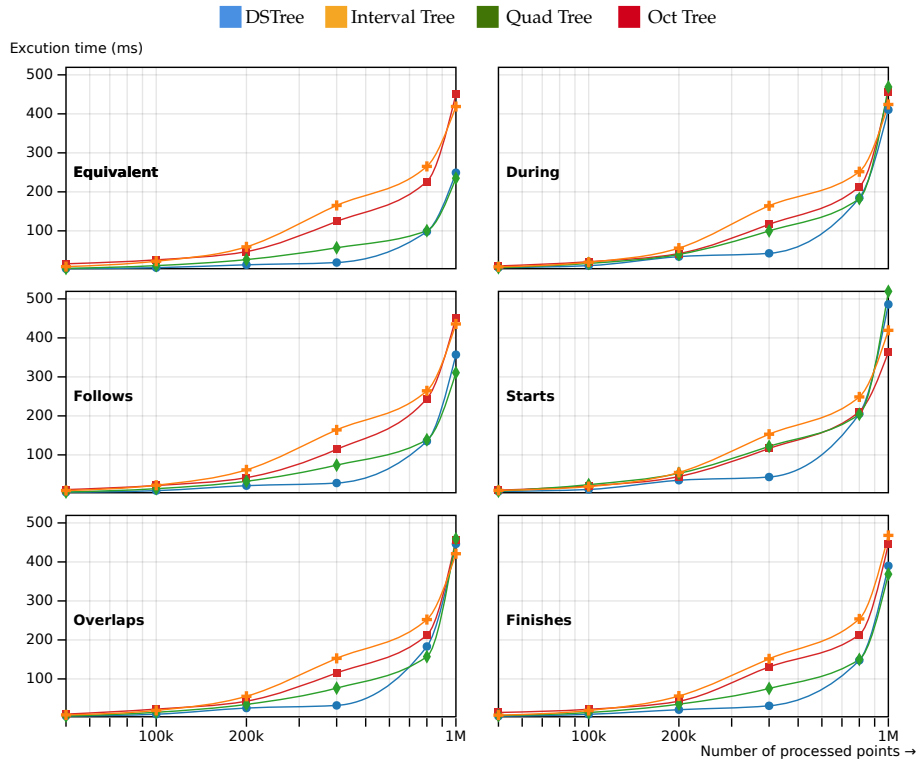 DSTree Interval Tree Quad Tree Oct Tree
Excution time (ms)
500
400
300
200
100
Equivalent
During
500
400
300
200
100
Follows
Starts
500
400
300
200
100
Overlaps
Finishes
100k 200k 1M
100k 200k 1M
Number of processed points →